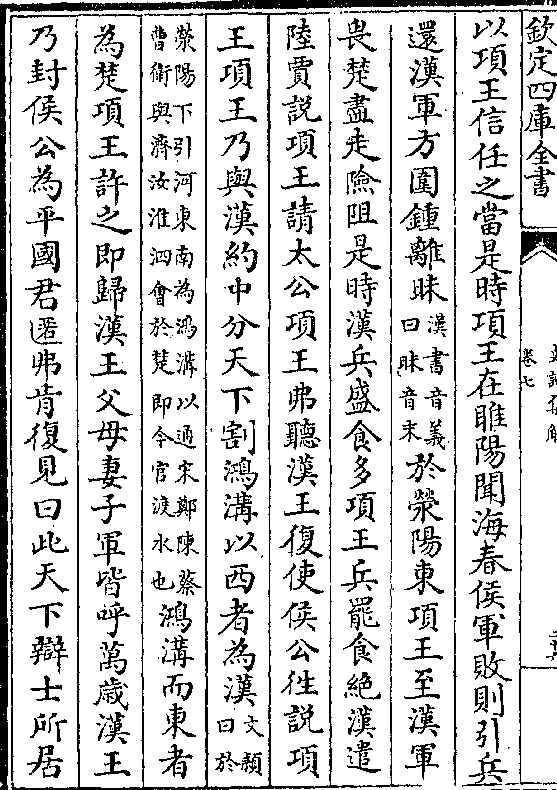 欽定四庫全書
卷七
以項王信任之當是時項王在睢陽聞海春侯軍敗則引兵
還漢軍方圍鍾離眛漢書音義曰眛音末於滎陽東項王至漢軍
畏楚盡走險阻是時漢兵盛食多項王兵罷食絶漢遣
陸賈説項王請太公項王弗聽漢王復使侯公徃説項
王項王乃與漢約中分天下割鴻溝以西者為漢文穎曰於
滎陽下引河東南為鴻溝以通宋鄭陳蔡曹衛與濟汝淮泗會於楚即今官渡水也鴻溝而東者
為楚項王許之即歸漢王父母妻子軍皆呼萬歳漢王
乃封侯公為平國君匿弗肯復見曰此天下辯士所居